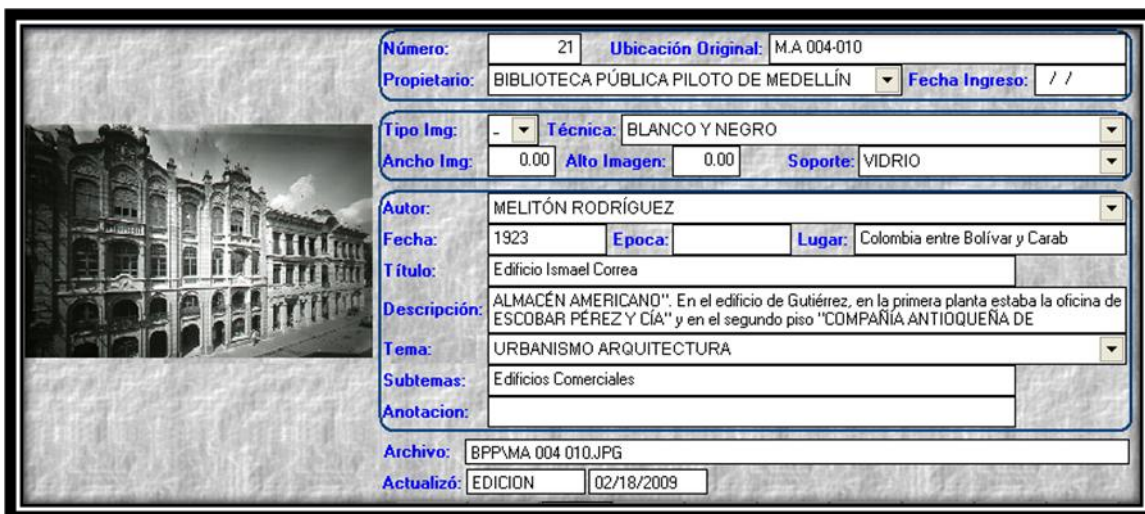 Número: 21 Ubicación Original: M.A 004-010
Propietario: BIBLIOTECA PÚBLICA PILOTO DE MEDELLÍN Fecha Ingreso: / /
Tipo Img: - Técnica: BLANCO Y NEGRO
Ancho Img: 0.00 Alto Imagen: 0.00 Soporte: VIDRIO
Autor: MELITÓN RODRÍGUEZ
Fecha: 1923 Epoca: Lugar: Colombia entre Bolívar y Carab
Título: Edificio Ismael Correa
Descripción: ALMACÉN AMERICANO". En el edificio de Gutiérrez, en la primera planta estaba la oficina de
ESCOBAR PÉREZ Y CÍA" y en el segundo piso "COMPAÑÍA ANTIOQUEÑA DE
Tema: URBANISMO ARQUITECTURA
Subtemas: Edificios Comerciales
Anotacion:
Archivo: BPP\MA 004 010.JPG
Actualizó: EDICION 02/18/2009